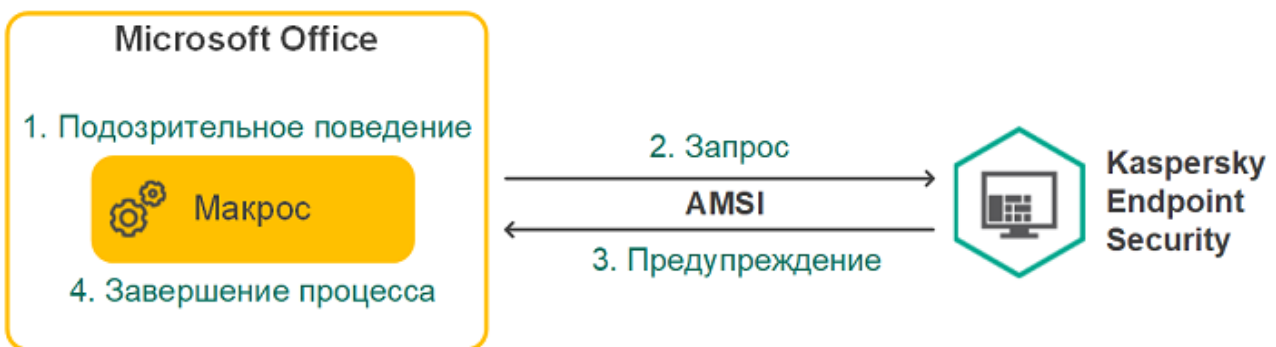 Microsoft Office
1. Подозрительное поведение
Макрос
4. Завершение процесса
2. Запрос
AMSI
3. Предупреждение
Kaspersky
Endpoint
Security